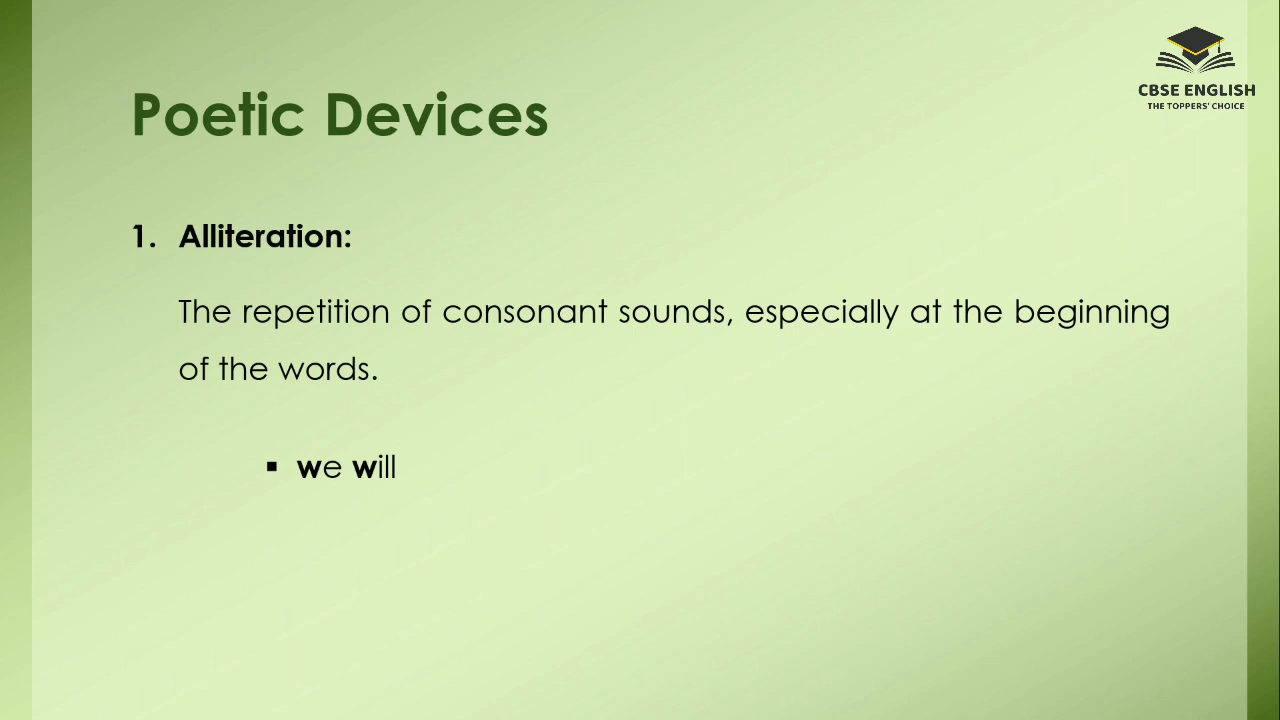 CBSE ENGLISH
THE TOPPERS' CHOICE
Poetic Devices
1. Alliteration:
The repetition of consonant sounds, especially at the beginning
of the words.
▪ we will